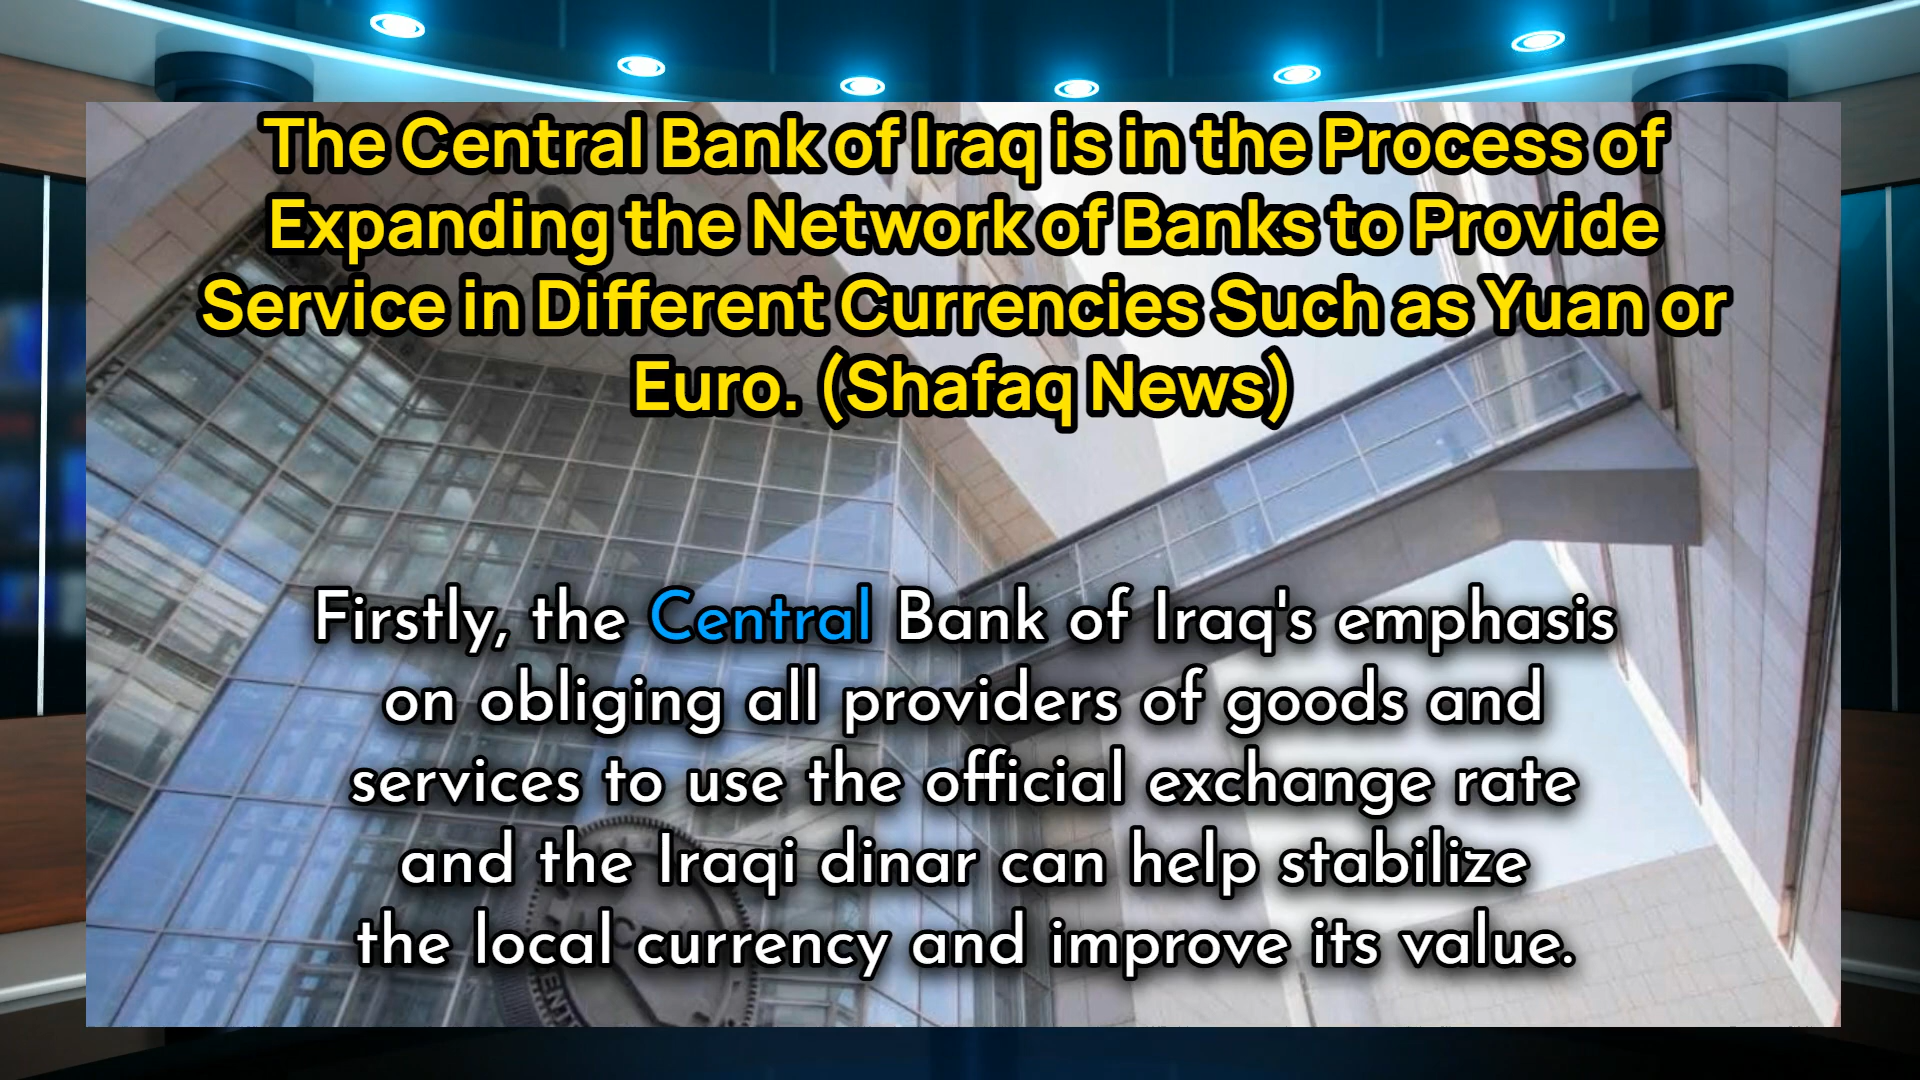 The Central Bank of Iraq is in the Process of
Expanding the Network of Banks to Provide
Service in Different Currencies Such as Yuan or
Euro. (Shafaq News)
Firstly, the Central Bank of Iraq's emphasis
on obliging all providers of goods and
services to use the official exchange rate
and the Iraqi dinar can help stabilize
the local currency and improve its value.